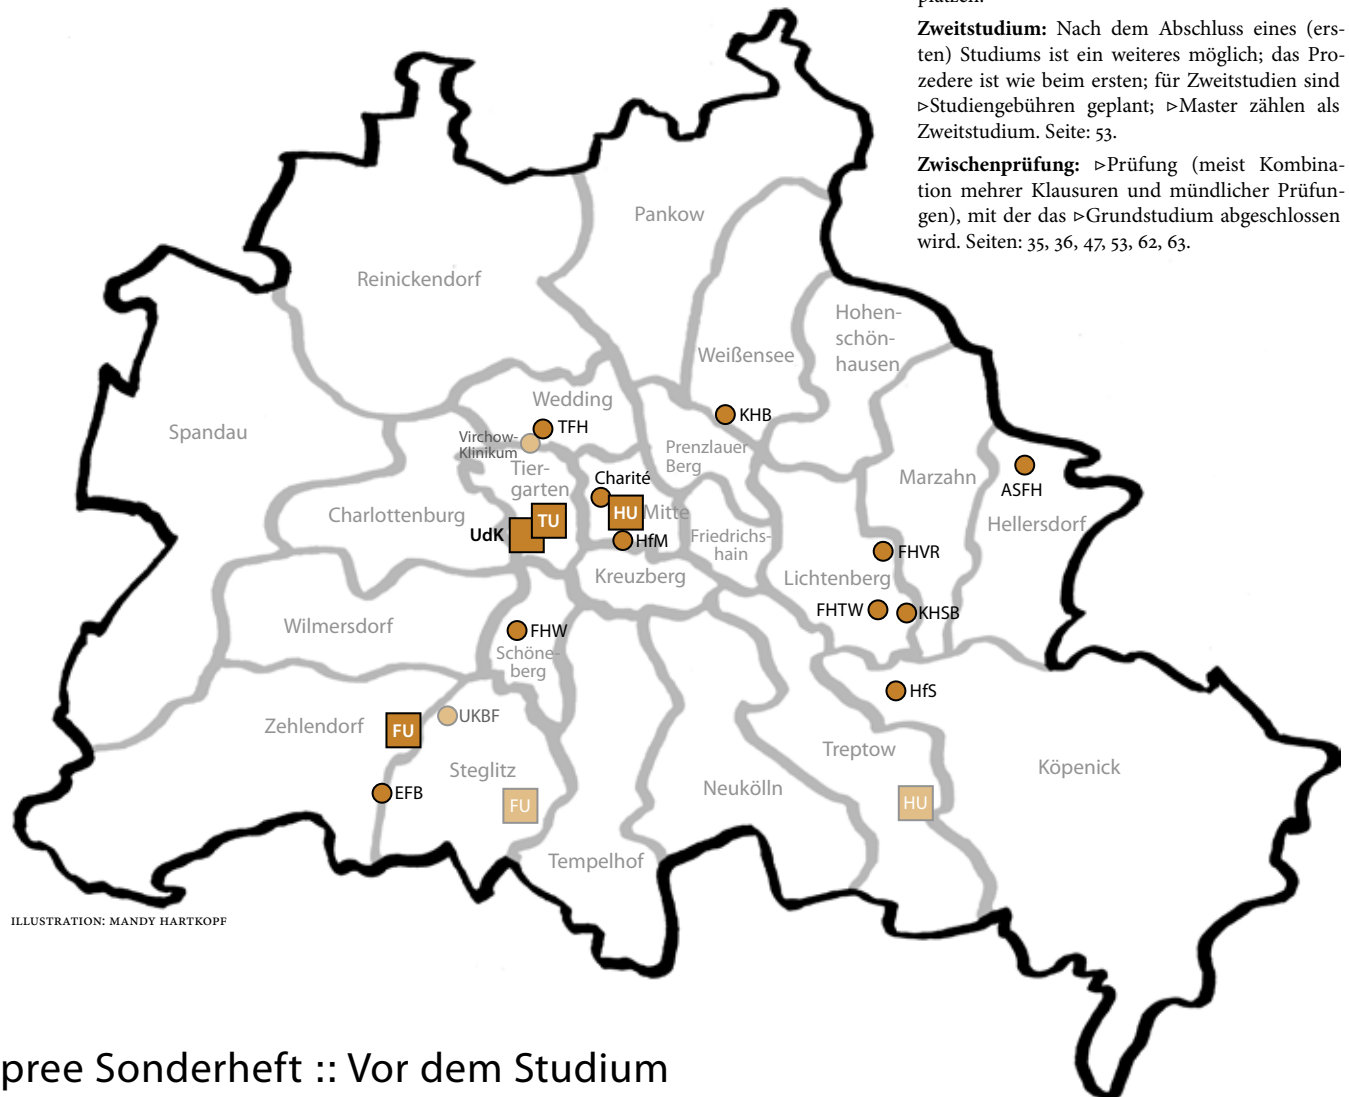 Zweitstudium: Nach dem Abschluss eines (ers-
ten) Studiums ist ein weiteres möglich; das Pro-
zedere ist wie beim ersten; für Zweitstudien sind
▹Studiengebühren geplant; ▹Master zählen als
Zweitstudium. Seite: 53.
Zwischenprüfung: ▹Prüfung (meist Kombina-
tion mehrer Klausuren und mündlicher Prüfun-
gen), mit der das ▹Grundstudium abgeschlossen
wird. Seiten: 35, 36, 47, 53, 62, 63.
Pankow
Reinickendorf
Hohen-
schön-
hausen
Weißensee
Wedding
KHB
TFH
Spandau
Virchow-
Klinikum
Prenzlauer
Berg
Tier-
garten
Charité
Marzahn
ASFH
Charlottenburg
TU
HU
Mitte
Hellersdorf
UdK
HfM
Friedrichs-
hain
FHVR
Kreuzberg
Lichtenberg
FHTW
KHSB
Wilmersdorf
FHW
Schöne-
berg
HfS
Zehlendorf
FU
UKBF
Treptow
Köpenick
Steglitz
Neukölln
EFB
FU
HU
Tempelhof
ILLUSTRATION: MANDY HARTKOPF
pree Sonderheft :: Vor dem Studium